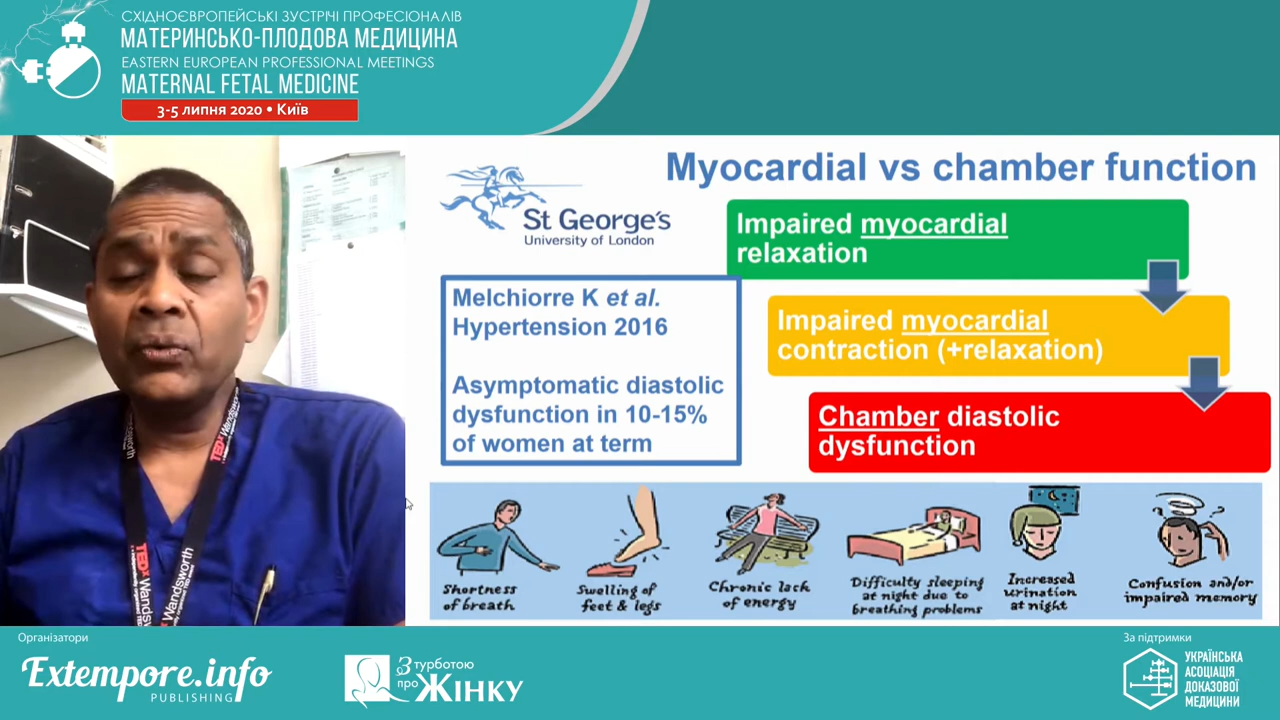 СХІДНОЄВРОПЕЙСЬКІ ЗУСТРІЧІ ПРОФЕСІОНАЛІВ
МАТЕРИНСЬКО-ПЛОДОВА МЕДИЦИНА
EASTERN EUROPEAN PROFESSIONAL MEETINGS
MATERNAL FETAL MEDICINE
3-5 липня 2020 • Київ
Myocardial vs chamber function
St George's
University of London
Impaired myocardial
relaxation
Melchiorre K et al.
Hypertension 2016
Asymptomatic diastolic
dysfunction in 10-15%
of women at term
Impaired myocardial
contraction (+relaxation)
Chamber diastolic
dysfunction
Shortness
of breath
Swelling of
feet & legs
Chronic lack
of energy
Difficulty sleeping
at night due to
breathing problems
Increased
urination
at night
Confusion and/or
impaired memory
TEDx Wandsworth
TEDx Wandsworth
Wandsworth
Організатори
Extempore.info
PUBLISHING
З турботою
про ЖІНКУ
За підтримки
УКРАЇНСЬКА
АСОЦІАЦІЯ
ДОКАЗОВОЇ
МЕДИЦИНИ